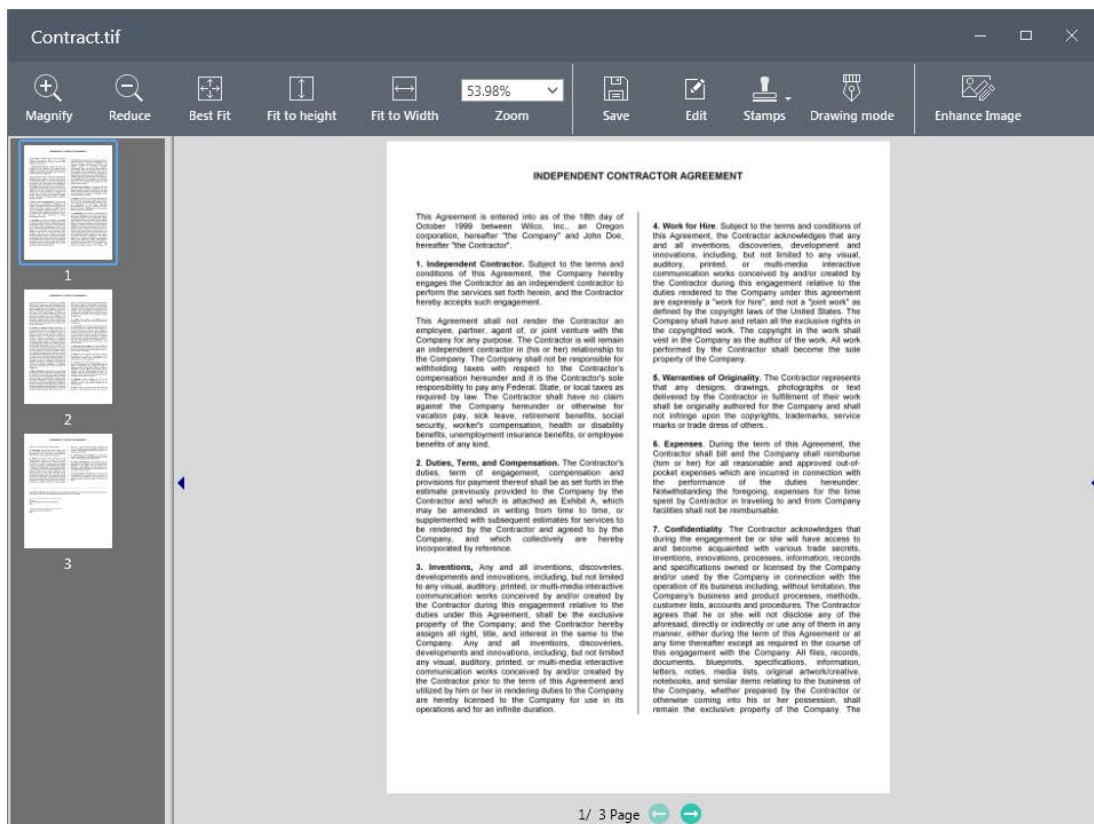 Contract.tif
Magnify
Reduce
Best Fit
Fit to height
Fit to Width
53.98%
Zoom
Save
Edit
Stamps
Drawing mode
Enhance Image
1
2
3
INDEPENDENT CONTRACTOR AGREEMENT
This Agreement is entered into as of the 18th day of
October 1999 between Wilco, Inc., an Oregon
corporation, hereafter "the Company" and John Doe,
hereafter "the Contractor".
1. Independent Contractor. Subject to the terms and
conditions of this Agreement, the Company hereby
engages the Contractor as an independent contractor to
perform the services set forth herein, and the Contractor
hereby accepts such engagement.
This Agreement shall not render the Contractor an
employee, partner, agent of, or joint venture with the
Company for any purpose. The Contractor is will remain
an independent contractor in (his or her) relationship to
the Company. The Company shall not be responsible for
withholding taxes with respect to the Contractor's
compensation hereunder and it is the Contractor's sole
responsibility to pay any Federal, State, or local taxes as
required by law. The Contractor shall have no claim
against the Company hereunder or otherwise for
vacation pay, sick leave, retirement benefits, social
security, worker's compensation, health or disability
benefits, unemployment insurance benefits, or employee
benefits of any kind.
2. Duties, Term, and Compensation. The Contractor's
duties, term of engagement, compensation and
provisions for payment thereof shall be as set forth in the
estimate previously provided to the Company by the
Contractor and which is attached as Exhibit A, which
may be amended in writing from time to time, or
supplemented with subsequent estimates for services to
be rendered by the Contractor and agreed to by the
Company, and which collectively are hereby
incorporated by reference.
3. Inventions, Any and all inventions, discoveries,
developments and innovations, including, but not limited
to any visual, auditory, printed, or multi-media interactive
communication works conceived by and/or created by
the Contractor during this engagement relative to the
duties under this Agreement, shall be the exclusive
property of the Company; and the Contractor hereby
assigns all right, title, and interest in the same to the
Company. Any and all inventions, discoveries,
developments and innovations, including, but not limited
any visual, auditory, printed, or multi-media interactive
communication works conceived by and/or created by
the Contractor prior to the term of this Agreement and
utilized by him or her in rendering duties to the Company
are hereby licensed to the Company for use in its
operations and for an infinite duration.
4. Work for Hire. Subject to the terms and conditions of
this Agreement, the Contractor acknowledges that any
and all inventions, discoveries, development and
innovations, including, but not limited to any visual,
auditory, printed, or multi-media interactive
communication works conceived by and/or created by
the Contractor during this engagement relative to the
duties rendered to the Company under this agreement
are expressly a "work for hire", and not a "joint work" as
defined by the copyright laws of the United States. The
Company shall have and retain all the exclusive rights in
the copyrighted work. The copyright in the work shall
vest in the Company as the author of the work. All work
performed by the Contractor shall become the sole
property of the Company.
5. Warranties of Originality. The Contractor represents
that any designs, drawings, photographs or text
delivered by the Contractor in fulfillment of their work
shall be originally authored for the Company and shall
not infringe upon the copyrights, trademarks, service
marks or trade dress of others..
6. Expenses. During the term of this Agreement, the
Contractor shall bill and the Company shall reimburse
(him or her) for all reasonable and approved out-of-
pocket expenses which are incurred in connection with
the performance of the duties hereunder.
Notwithstanding the foregoing, expenses for the time
spent by Contractor in traveling to and from Company
facilities shall not be reimbursable.
7. Confidentiality. The Contractor acknowledges that
during the engagement be or she will have access to
and become acquainted with various trade secrets,
inventions, innovations, processes, information, records
and specifications owned or licensed by the Company
and/or used by the Company in connection with the
operation of its business including, without limitation, the
Company's business and product processes, methods,
customer lists, accounts and procedures. The Contractor
agrees that he or she will not disclose any of the
aforesaid, directly or indirectly or use any of them in any
manner, either during the term of this Agreement or at
any time thereafter except as required in the course of
this engagement with the Company. All files, records,
documents, blueprints, specifications, information,
letters, notes, media lists, original artwork/creative,
notebooks, and similar items relating to the business of
the Company, whether prepared by the Contractor or
otherwise coming into his or her possession, shall
remain the exclusive property of the Company. The
1/ 3 Page